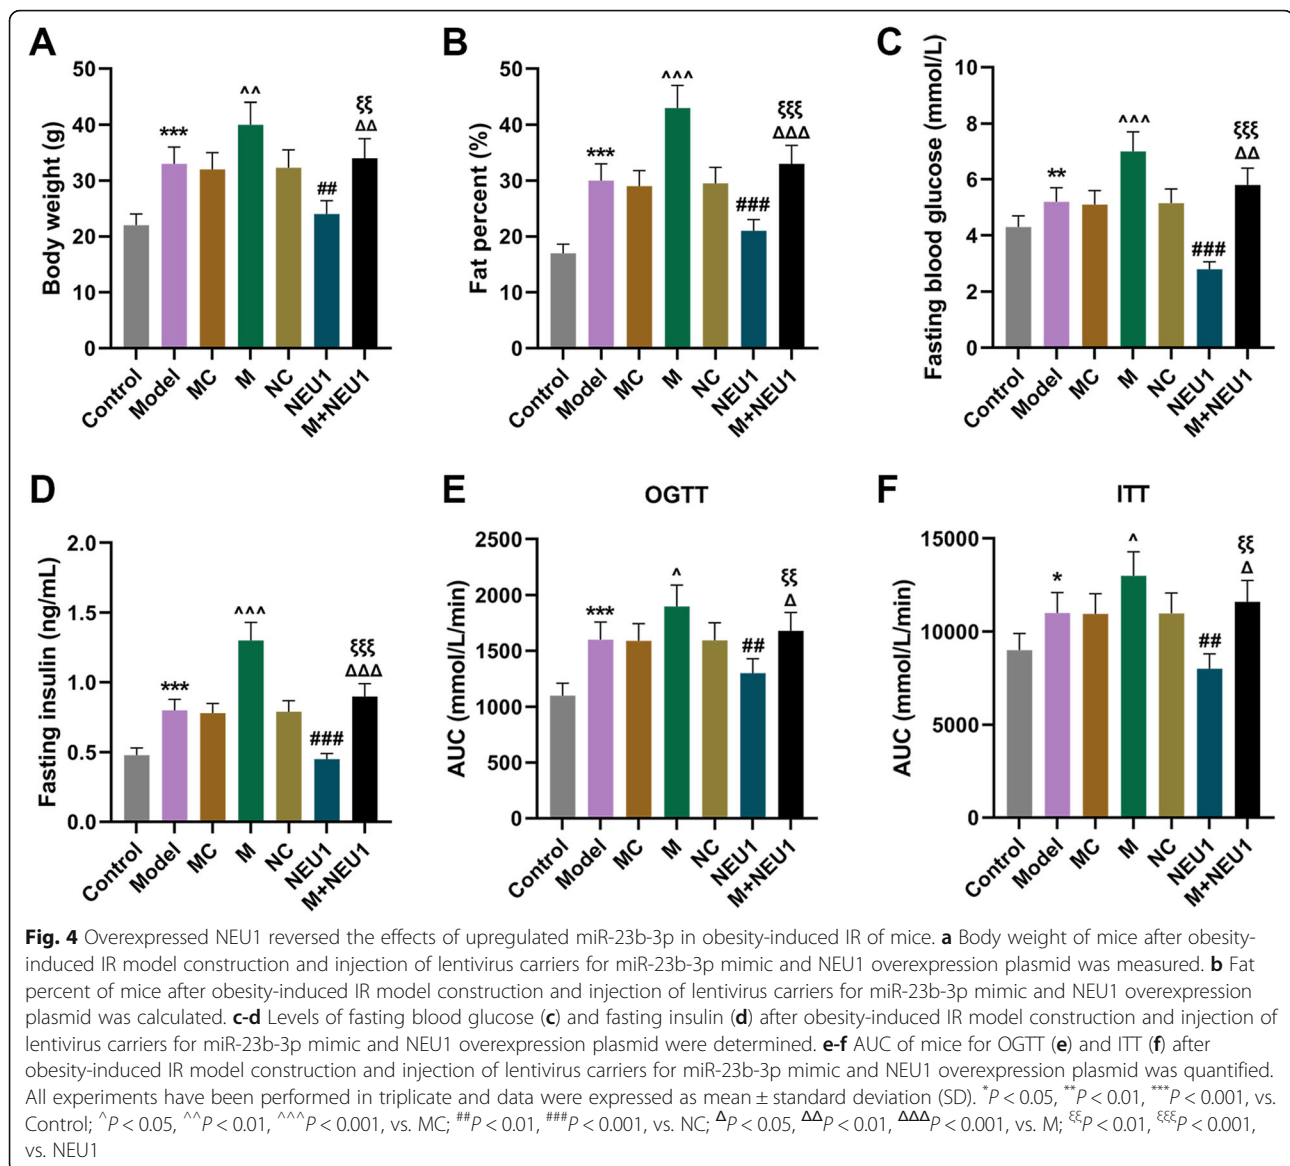 A
Body weight (g)
50
40
30
20
10
0
***
^^
##
ξξ
ΔΔ
Control
Model
MC
M
NC
NEU1
M+NEU1
B
Fat percent (%)
50
40
30
20
10
0
***
^^^
###
ξξξ
ΔΔΔ
Control
Model
MC
M
NC
NEU1
M+NEU1
C
Fasting blood glucose (mmol/L)
10
8
6
4
2
0
**
^^^
###
ξξξ
ΔΔ
Control
Model
MC
M
NC
NEU1
M+NEU1
D
Fasting insulin (ng/mL)
2.0
1.5
1.0
0.5
0.0
***
^^^
###
ξξξ
ΔΔΔ
Control
Model
MC
M
NC
NEU1
M+NEU1
E
OGTT
AUC (mmol/L/min)
2500
2000
1500
1000
500
0
***
^
##
ξξ
Δ
Control
Model
MC
M
NC
NEU1
M+NEU1
F
ITT
AUC (mmol/L/min)
15000
10000
5000
0
*
^
##
ξξ
Δ
Control
Model
MC
M
NC
NEU1
M+NEU1
Fig. 4 Overexpressed NEU1 reversed the effects of upregulated miR-23b-3p in obesity-induced IR of mice. a Body weight of mice after obesity-
induced IR model construction and injection of lentivirus carriers for miR-23b-3p mimic and NEU1 overexpression plasmid was measured. b Fat
percent of mice after obesity-induced IR model construction and injection of lentivirus carriers for miR-23b-3p mimic and NEU1 overexpression
plasmid was calculated. c-d Levels of fasting blood glucose (c) and fasting insulin (d) after obesity-induced IR model construction and injection of
lentivirus carriers for miR-23b-3p mimic and NEU1 overexpression plasmid were determined. e-f AUC of mice for OGTT (e) and ITT (f) after
obesity-induced IR model construction and injection of lentivirus carriers for miR-23b-3p mimic and NEU1 overexpression plasmid was quantified.
All experiments have been performed in triplicate and data were expressed as mean ± standard deviation (SD). *P < 0.05, **P < 0.01, ***P < 0.001, vs.
Control; ^P < 0.05, ^^P < 0.01, ^^^P < 0.001, vs. MC; ##P < 0.01, ###P < 0.001, vs. NC; ΔP < 0.05, ΔΔP < 0.01, ΔΔΔP < 0.001, vs. M; ξξP < 0.01, ξξξP < 0.001,
vs. NEU1